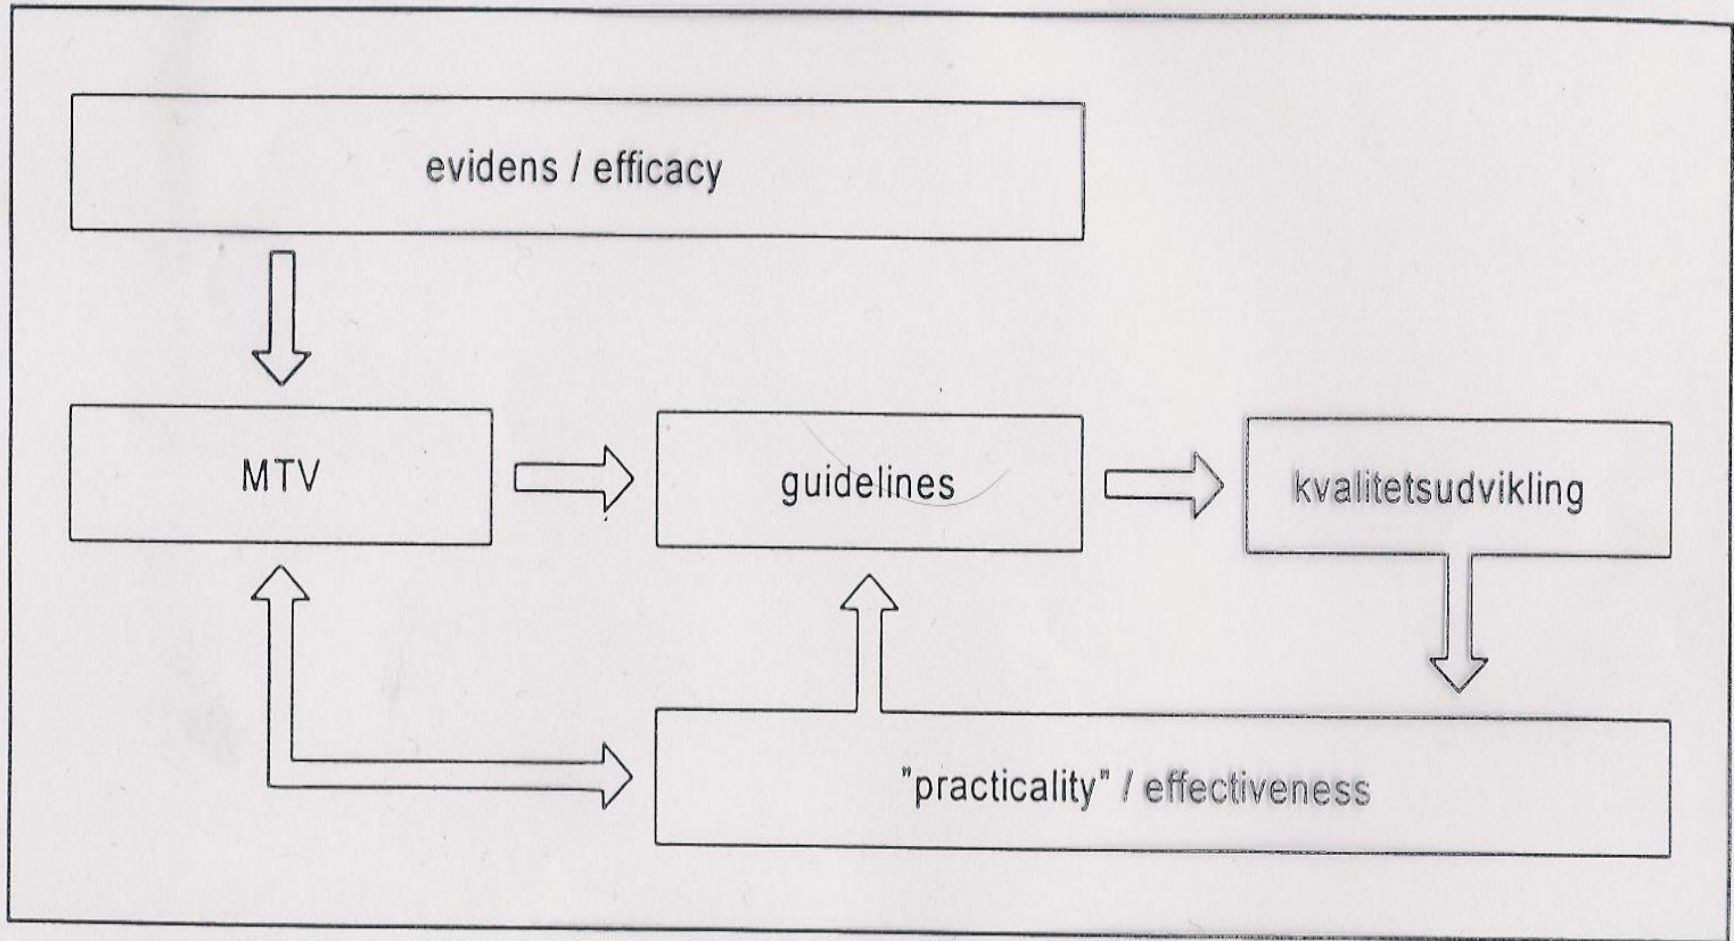 evidens / efficacy
MTV
guidelines
kvalitetsudvikling
"practicality" / effectiveness